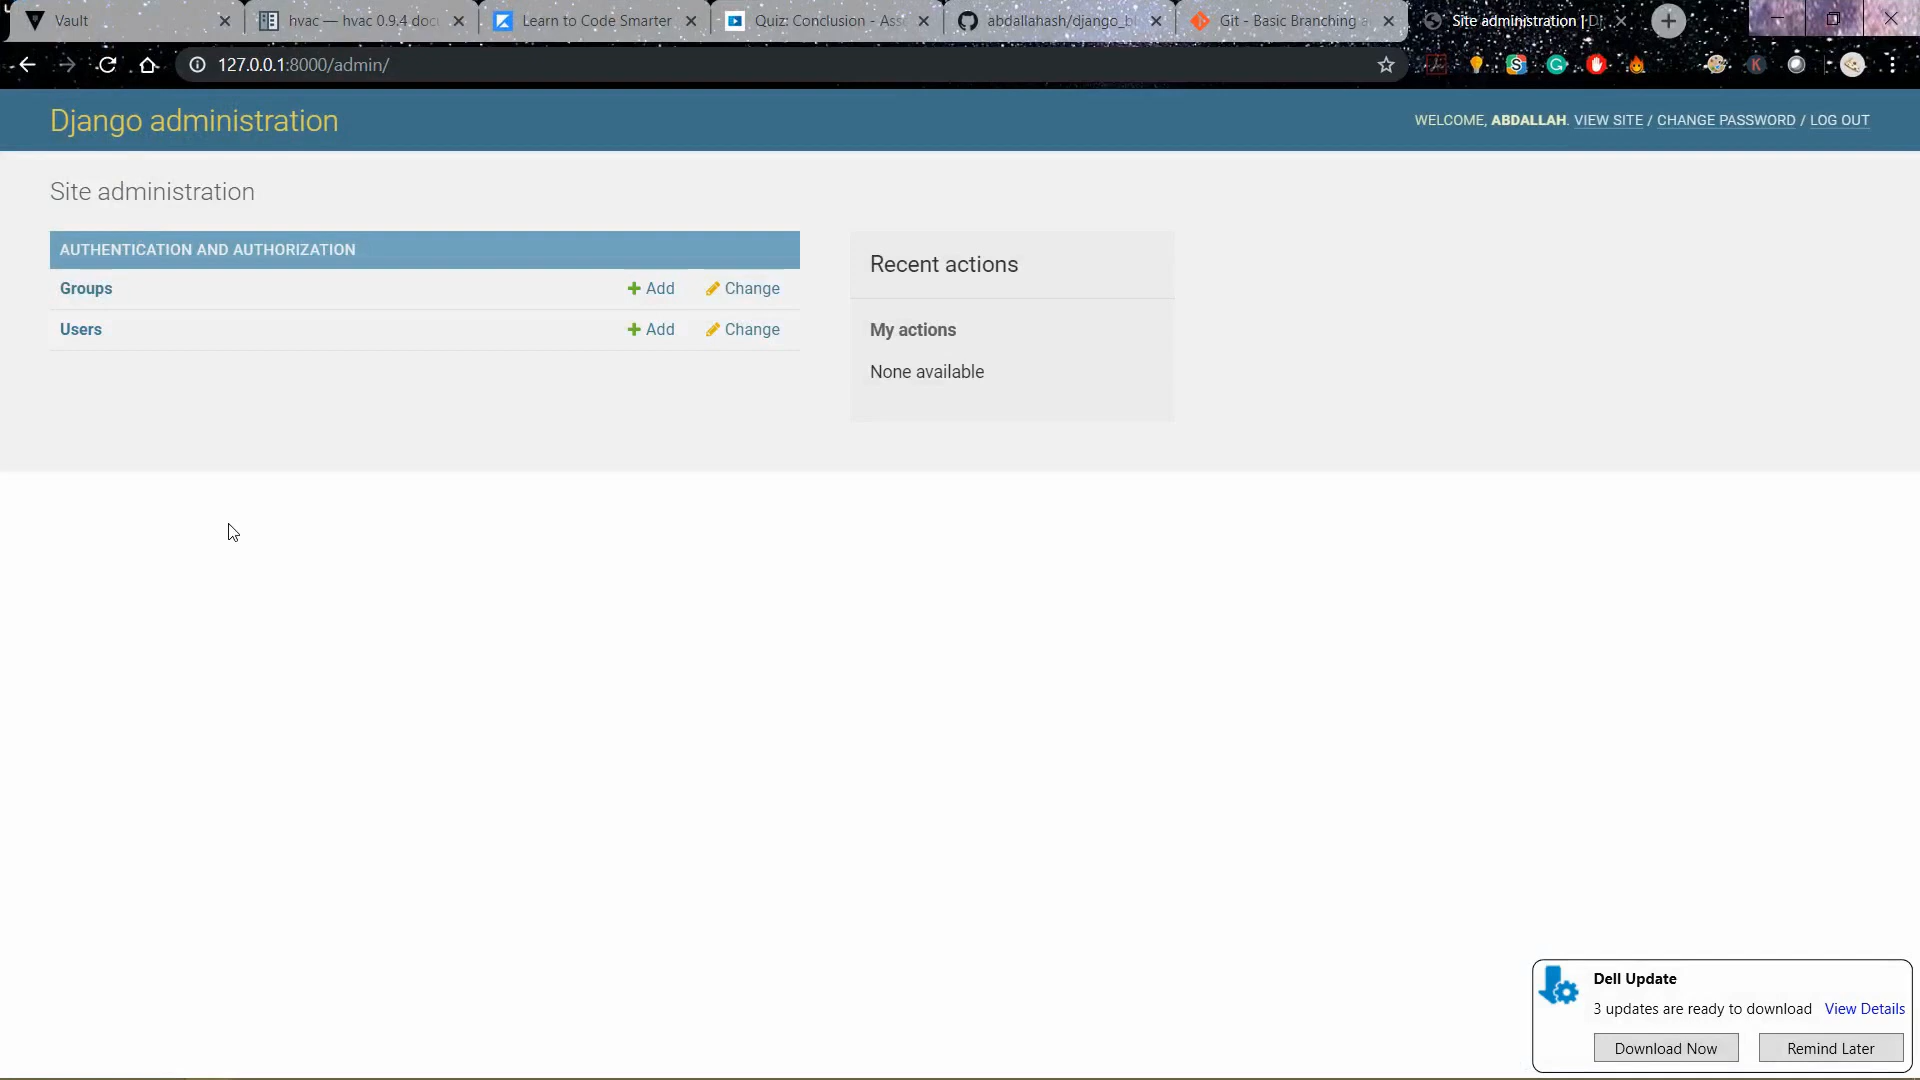 Vault
hvac — hvac 0.9.4 doc
Learn to Code Smarter
Quiz: Conclusion - Ass
abdallahash/django_b
Git - Basic Branching a
Site administration | Dj
127.0.0.1:8000/admin/
Django administration
WELCOME, ABDALLAH. VIEW SITE / CHANGE PASSWORD / LOG OUT
Site administration
AUTHENTICATION AND AUTHORIZATION
Groups Add Change
Users Add Change
Recent actions
My actions
None available
Dell Update
3 updates are ready to download View Details
Download Now Remind Later